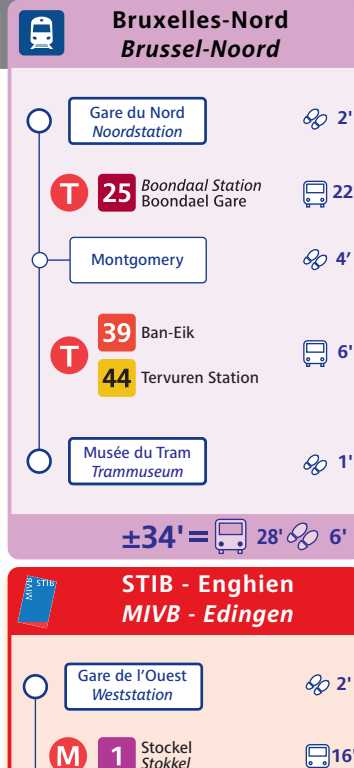 Bruxelles-Nord
Brussel-Noord
Gare du Nord
Noordstation
2'
T 25 Boondaal Station
Boondael Gare
22
Montgomery
4’
39 Ban-Eik
T
6'
44 Tervuren Station
Musée du Tram
Trammuseum
1'
±34'= 28' 6'
MIVB STIB
STIB - Enghien
MIVB - Edingen
Gare de l’Ouest
Weststation
2'
M 1 Stockel
Stokkel
16'